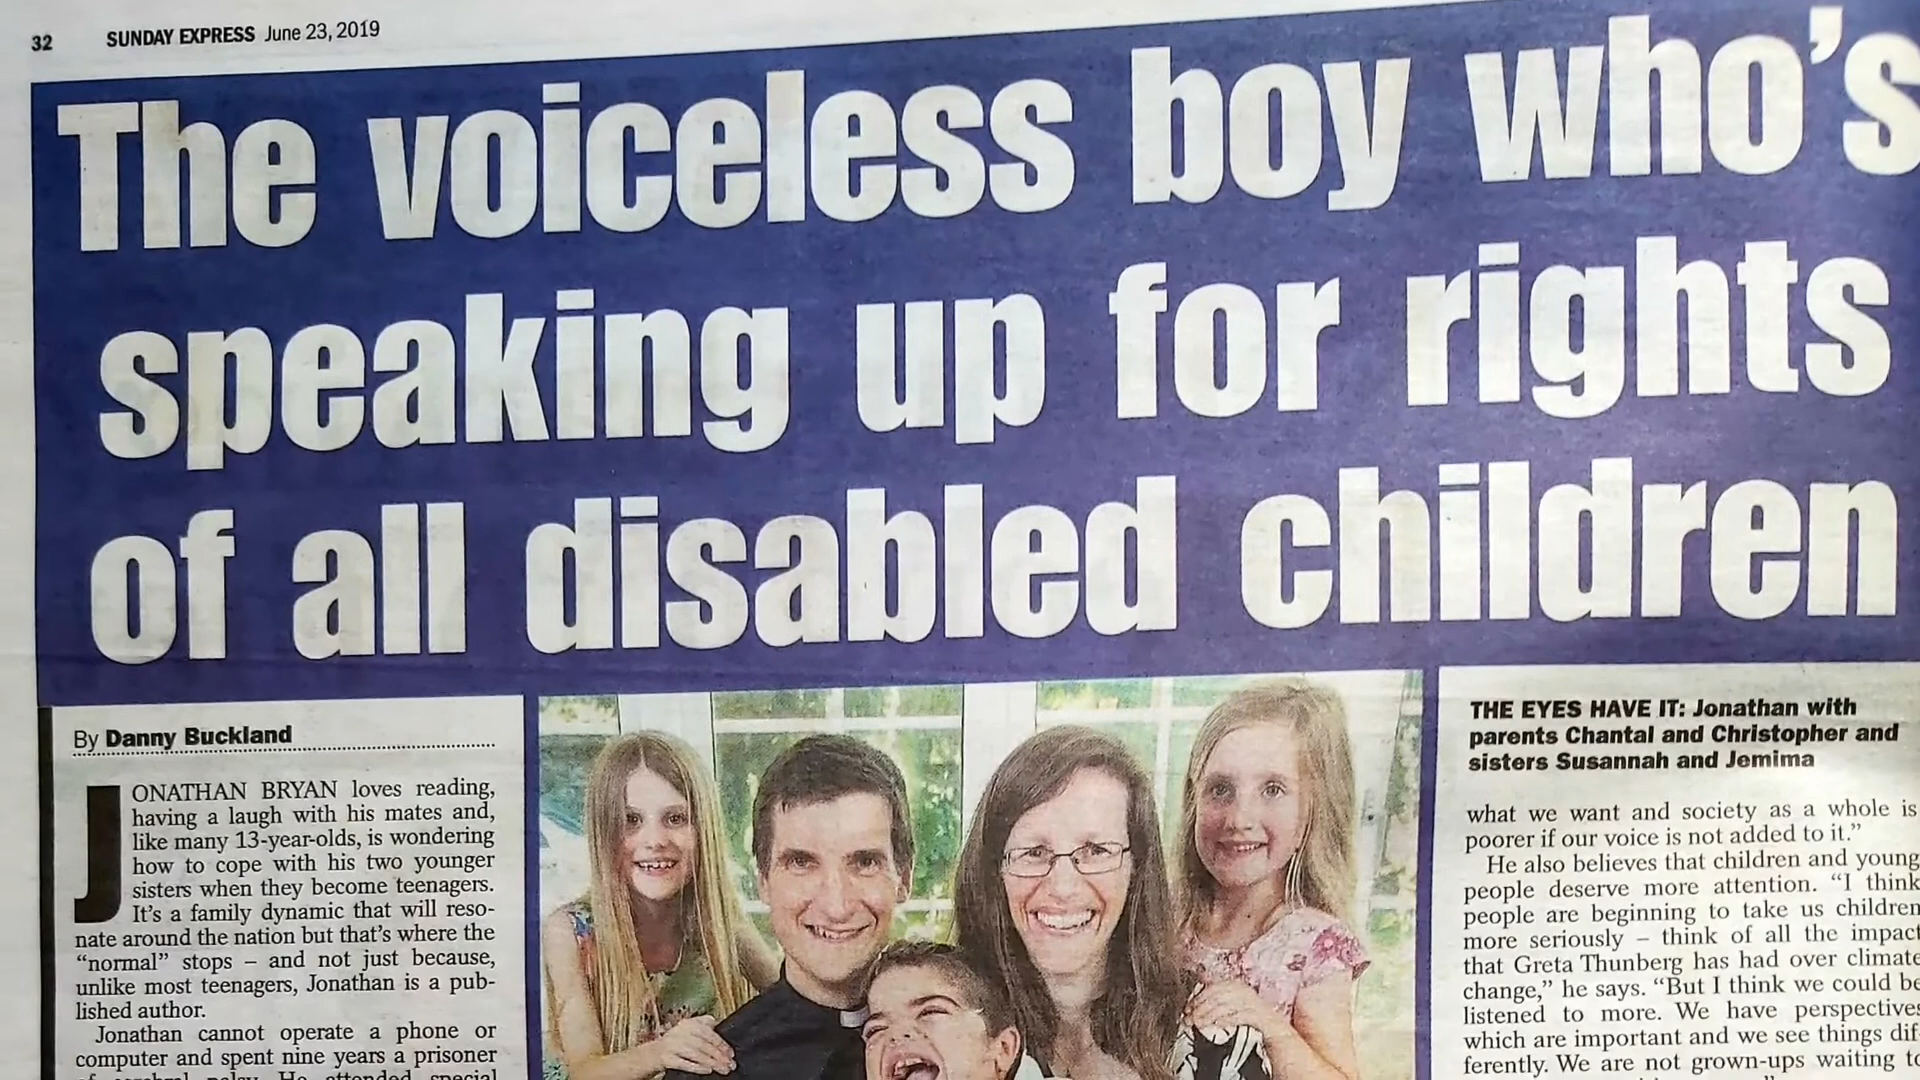 32 SUNDAY EXPRESS June 23, 2019
The voiceless boy who's
speaking up for rights
of all disabled children
By Danny Buckland
JONATHAN BRYAN loves reading,
having a laugh with his mates and,
like many 13-year-olds, is wondering
how to cope with his two younger
sisters when they become teenagers.
It's a family dynamic that will reso-
nate around the nation but that's where the
“normal” stops – and not just because,
unlike most teenagers, Jonathan is a pub-
lished author.
Jonathan cannot operate a phone or
computer and spent nine years a prisoner
of cerebral palsy. He attended special
THE EYES HAVE IT: Jonathan with
parents Chantal and Christopher and
sisters Susannah and Jemima
what we want and society as a whole is
poorer if our voice is not added to it.”
He also believes that children and young
people deserve more attention. “I think
people are beginning to take us children
more seriously – think of all the impact
that Greta Thunberg has had over climate
change,” he says. “But I think we could be
listened to more. We have perspectives
which are important and we see things dif-
ferently. We are not grown-ups waiting to